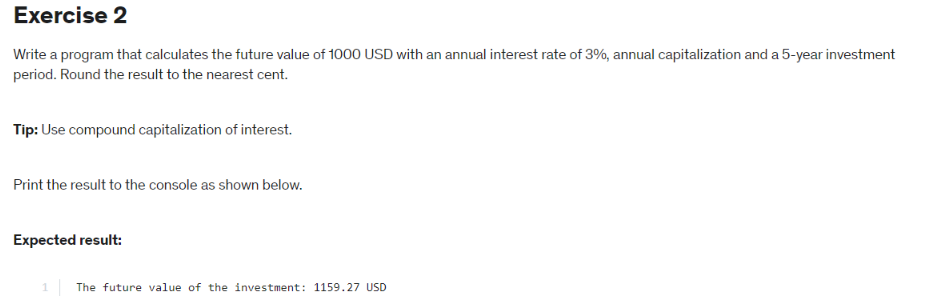 Exercise 2
Write a program that calculates the future value of 1000 USD with an annual interest rate of 3%, annual capitalization and a 5-year investment
period. Round the result to the nearest cent.
Tip: Use compound capitalization of interest.
Print the result to the console as shown below.
Expected result:
1 The future value of the investment: 1159.27 USD